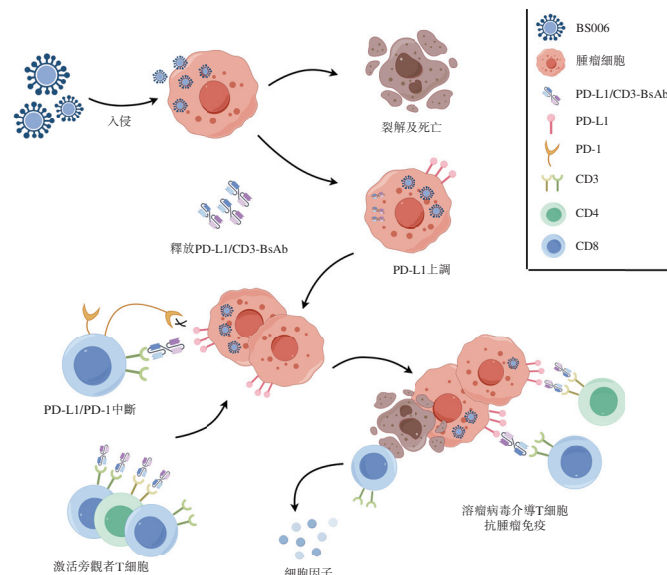 BS006
腫瘤細胞
PD-L1/CD3-BsAb
PD-L1
PD-1
CD3
CD4
CD8
入侵
裂解及死亡
釋放PD-L1/CD3-BsAb
PD-L1上調
PD-L1/PD-1中斷
激活旁觀者T細胞
細胞因子
溶瘤病毒介導T細胞
抗腫瘤免疫